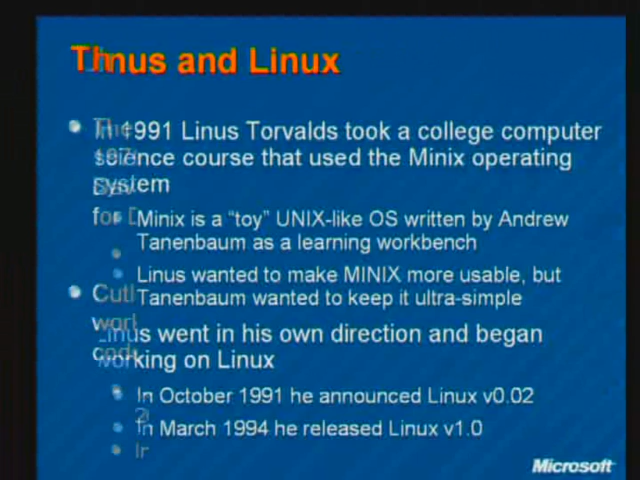 Linus and Linux
In 1991 Linus Torvalds took a college computer
science course that used the Minix operating
system
Minix is a “toy” UNIX-like OS written by Andrew
Tanenbaum as a learning workbench
Linus wanted to make MINIX more usable, but
Tanenbaum wanted to keep it ultra-simple
Linus went in his own direction and began
working on Linux
In October 1991 he announced Linux v0.02
In March 1994 he released Linux v1.0
Microsoft